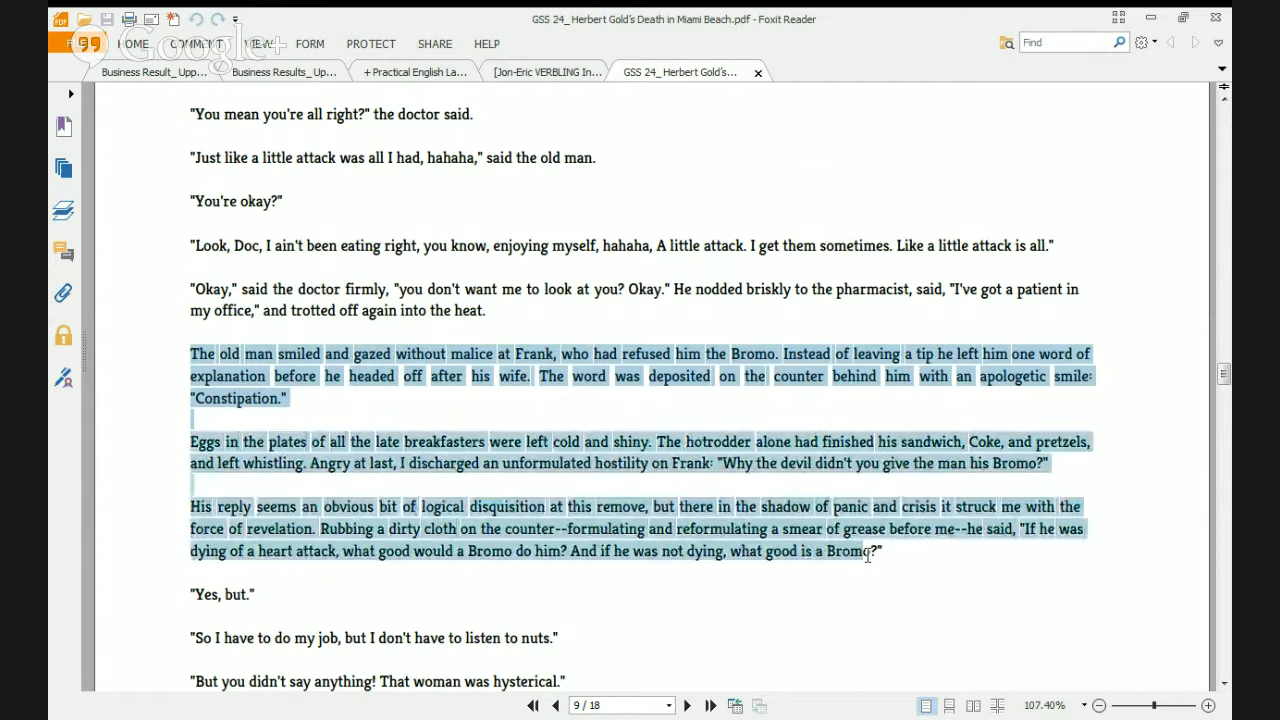 GSS 24_ Herbert Gold's Death in Miami Beach.pdf - Foxit Reader
Google+
HOME COMMENT VIEW FORM PROTECT SHARE HELP Find
Business Result_ Upp... Business Results_ Up... + Practical English La... [Jon-Eric VERBLING In... GSS 24_ Herbert Gold's...
"You mean you're all right?" the doctor said.
"Just like a little attack was all I had, hahaha," said the old man.
"You're okay?"
"Look, Doc, I ain't been eating right, you know, enjoying myself, hahaha, A little attack. I get them sometimes. Like a little attack is all."
"Okay," said the doctor firmly, "you don't want me to look at you? Okay." He nodded briskly to the pharmacist, said, "I've got a patient in
my office," and trotted off again into the heat.
The old man smiled and gazed without malice at Frank, who had refused him the Bromo. Instead of leaving a tip he left him one word of
explanation before he headed off after his wife. The word was deposited on the counter behind him with an apologetic smile:
"Constipation."
Eggs in the plates of all the late breakfasters were left cold and shiny. The hotrodder alone had finished his sandwich, Coke, and pretzels,
and left whistling. Angry at last, I discharged an unformulated hostility on Frank: "Why the devil didn't you give the man his Bromo?"
His reply seems an obvious bit of logical disquisition at this remove, but there in the shadow of panic and crisis it struck me with the
force of revelation. Rubbing a dirty cloth on the counter--formulating and reformulating a smear of grease before me--he said, "If he was
dying of a heart attack, what good would a Bromo do him? And if he was not dying, what good is a Bromo?"
"Yes, but."
"So I have to do my job, but I don't have to listen to nuts."
"But you didn't say anything! That woman was hysterical."
9 / 18 107.40%